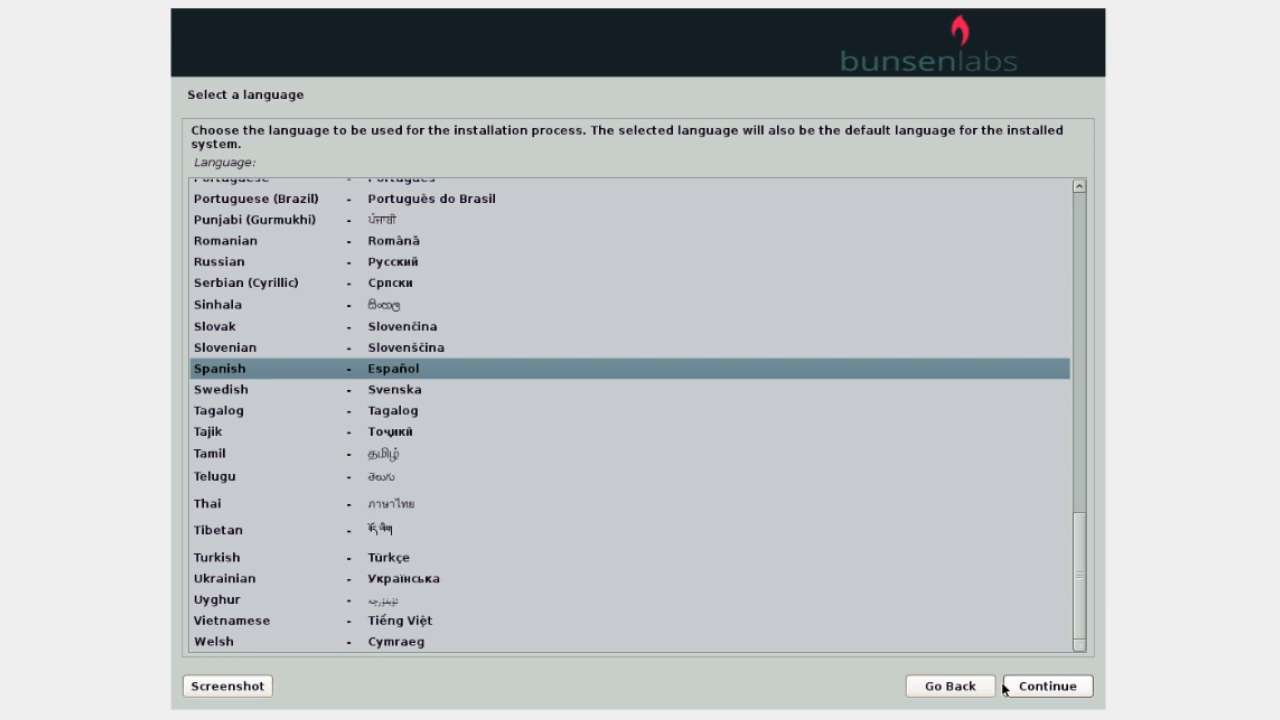 bunsenlabs
Select a language
Choose the language to be used for the installation process. The selected language will also be the default language for the installed
system.
Language:
Portuguese - Português
Portuguese (Brazil) - Português do Brasil
Punjabi (Gurmukhi) - ਪੰਜਾਬੀ
Romanian - Română
Russian - Русский
Serbian (Cyrillic) - Српски
Sinhala - සිංහල
Slovak - Slovenčina
Slovenian - Slovenščina
Spanish - Español
Swedish - Svenska
Tagalog - Tagalog
Tajik - Тоҷикӣ
Tamil - தமிழ்
Telugu - తెలుగు
Thai - ภาษาไทย
Tibetan - བོད་ཡིག
Turkish - Türkçe
Ukrainian - Українська
Uyghur - ئۇيغۇرچە
Vietnamese - Tiếng Việt
Welsh - Cymraeg
Screenshot
Go Back
Continue